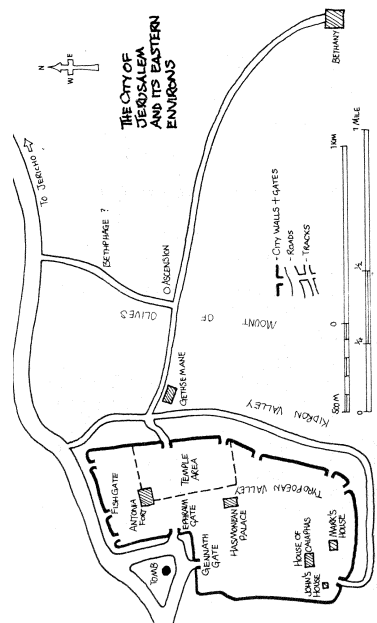 THE CITY OF
JERUSALEM
AND ITS EASTERN
ENVIRONS
N
W E
S
TO JERICHO
BETHPHAGE ?
ASCENSION
BETHANY
MOUNT OF OLIVES
GETHSEMANE
KIDRON VALLEY
- CITY WALLS + GATES
- ROADS
- TRACKS
500M 0 1KM
1/4 1/2 1 MILE
FISH GATE
ANTONIA
FORT
TEMPLE
AREA
EPHRAIM
GATE
TOMB
GENNATH
GATE
HASMONEAN
PALACE
TYROPOEAN VALLEY
HOUSE OF
CAIAPHAS
JOHN'S
HOUSE
MARK'S
HOUSE